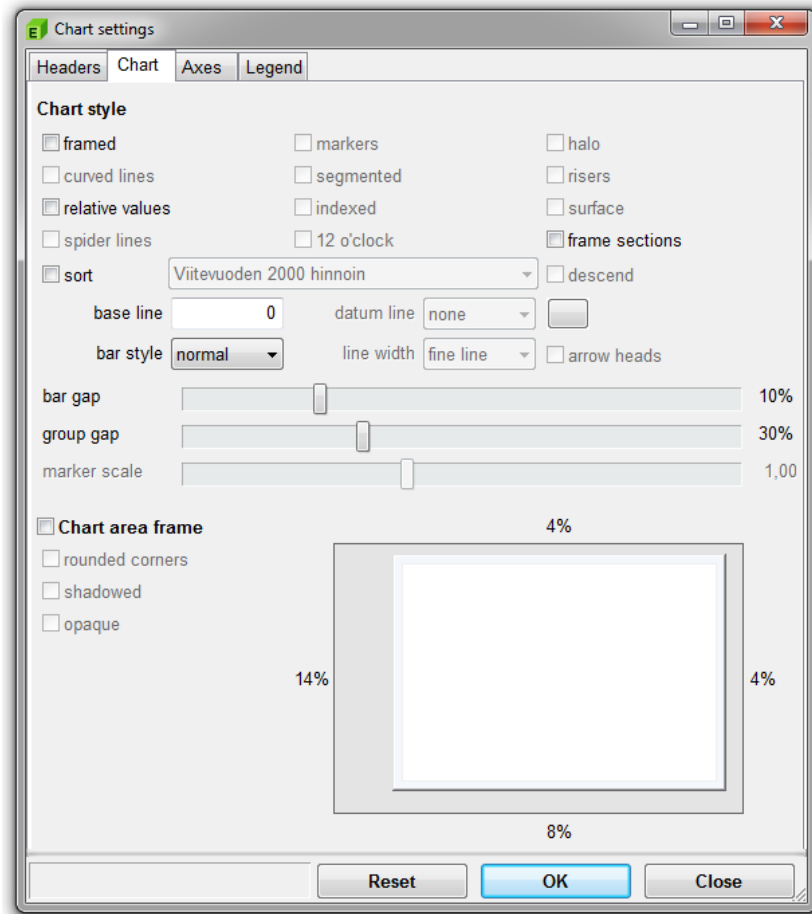 Chart settings
Headers Chart Axes Legend
Chart style
framed markers halo
curved lines segmented risers
relative values indexed surface
spider lines 12 o'clock frame sections
sort Viitevuoden 2000 hinnoin descend
base line 0 datum line none
bar style normal line width fine line arrow heads
bar gap 10%
group gap 30%
marker scale 1,00
Chart area frame 4%
rounded corners
shadowed
opaque
14% 4%
8%
Reset OK Close